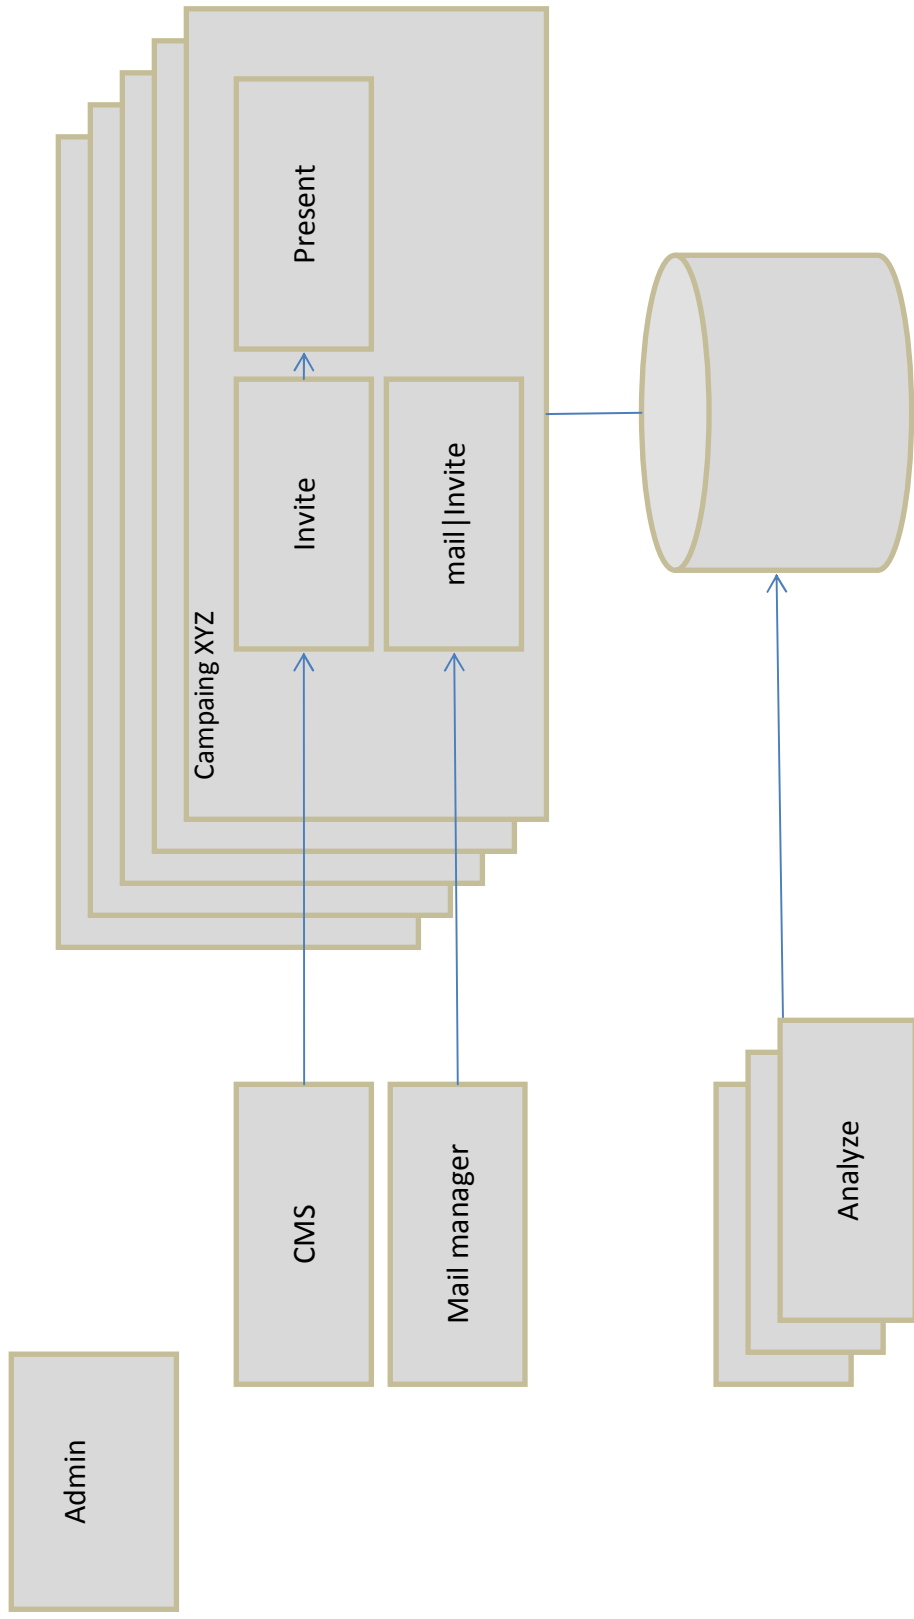 Admin
Campaing XYZ
CMS
Invite
Present
Mail manager
mail|Invite
Analyze